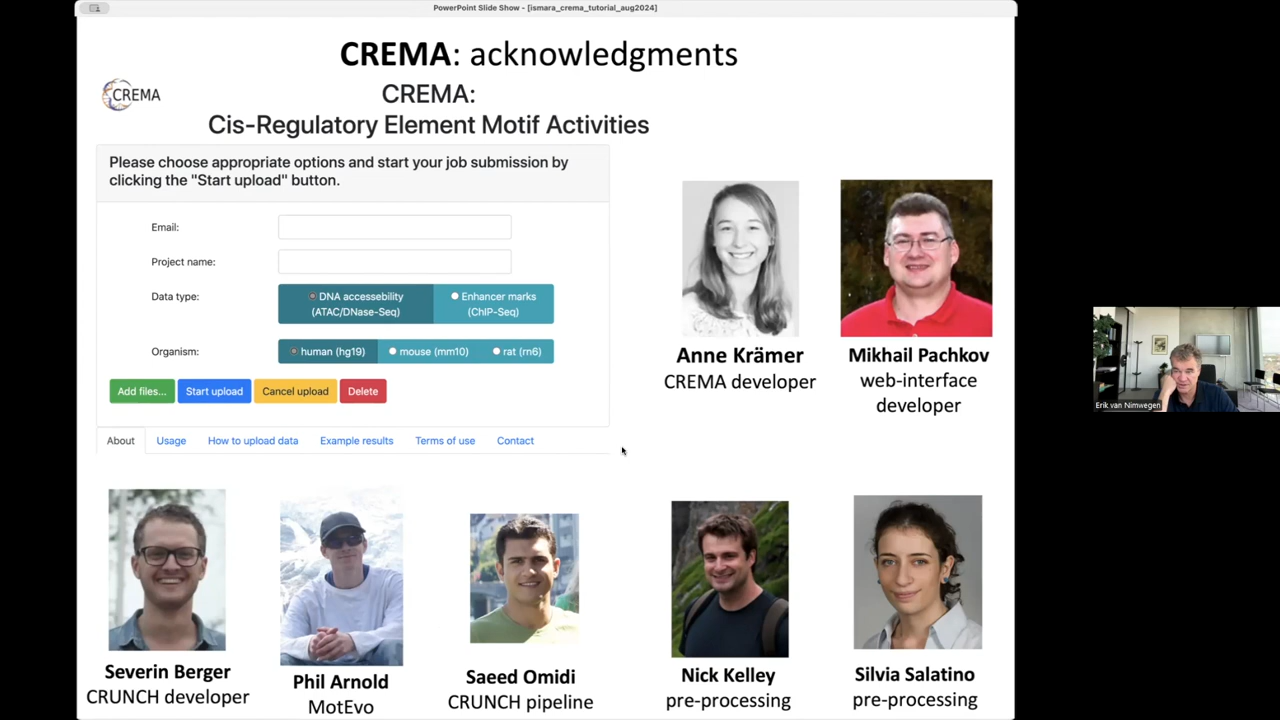 PowerPoint Slide Show - [ismara_crema_tutorial_aug2024]
CREMA: acknowledgments
CREMA
CREMA:
Cis-Regulatory Element Motif Activities
Please choose appropriate options and start your job submission by
clicking the "Start upload" button.
Email:
Project name:
Data type:
DNA accessebility
(ATAC/DNase-Seq)
Enhancer marks
(ChIP-Seq)
Organism:
human (hg19)
mouse (mm10)
rat (rn6)
Add files...
Start upload
Cancel upload
Delete
About
Usage
How to upload data
Example results
Terms of use
Contact
Anne Krämer
CREMA developer
Mikhail Pachkov
web-interface
developer
Erik van Nimwegen
Severin Berger
CRUNCH developer
Phil Arnold
MotEvo
Saeed Omidi
CRUNCH pipeline
Nick Kelley
pre-processing
Silvia Salatino
pre-processing